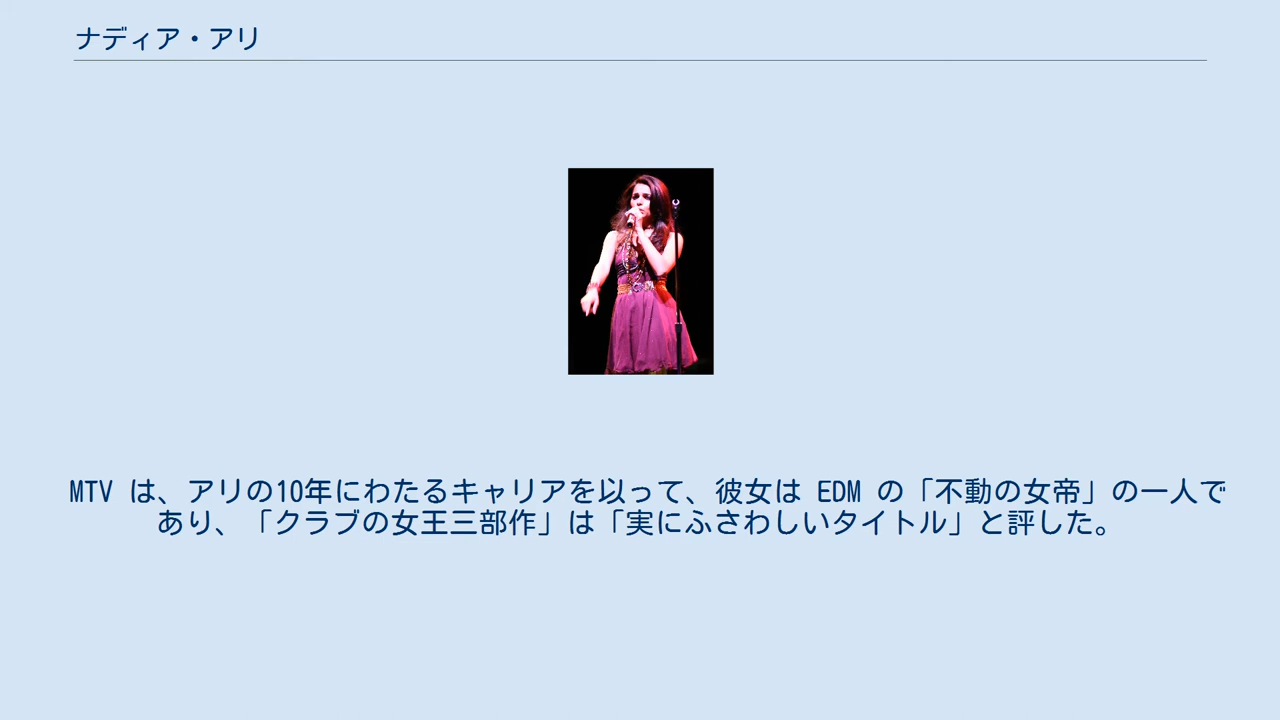 ナディア・アリ
MTV は、アリの10年にわたるキャリアを以って、彼女は EDM の「不動の女帝」の一人で
あり、「クラブの女王三部作」は「実にふさわしいタイトル」と評した。